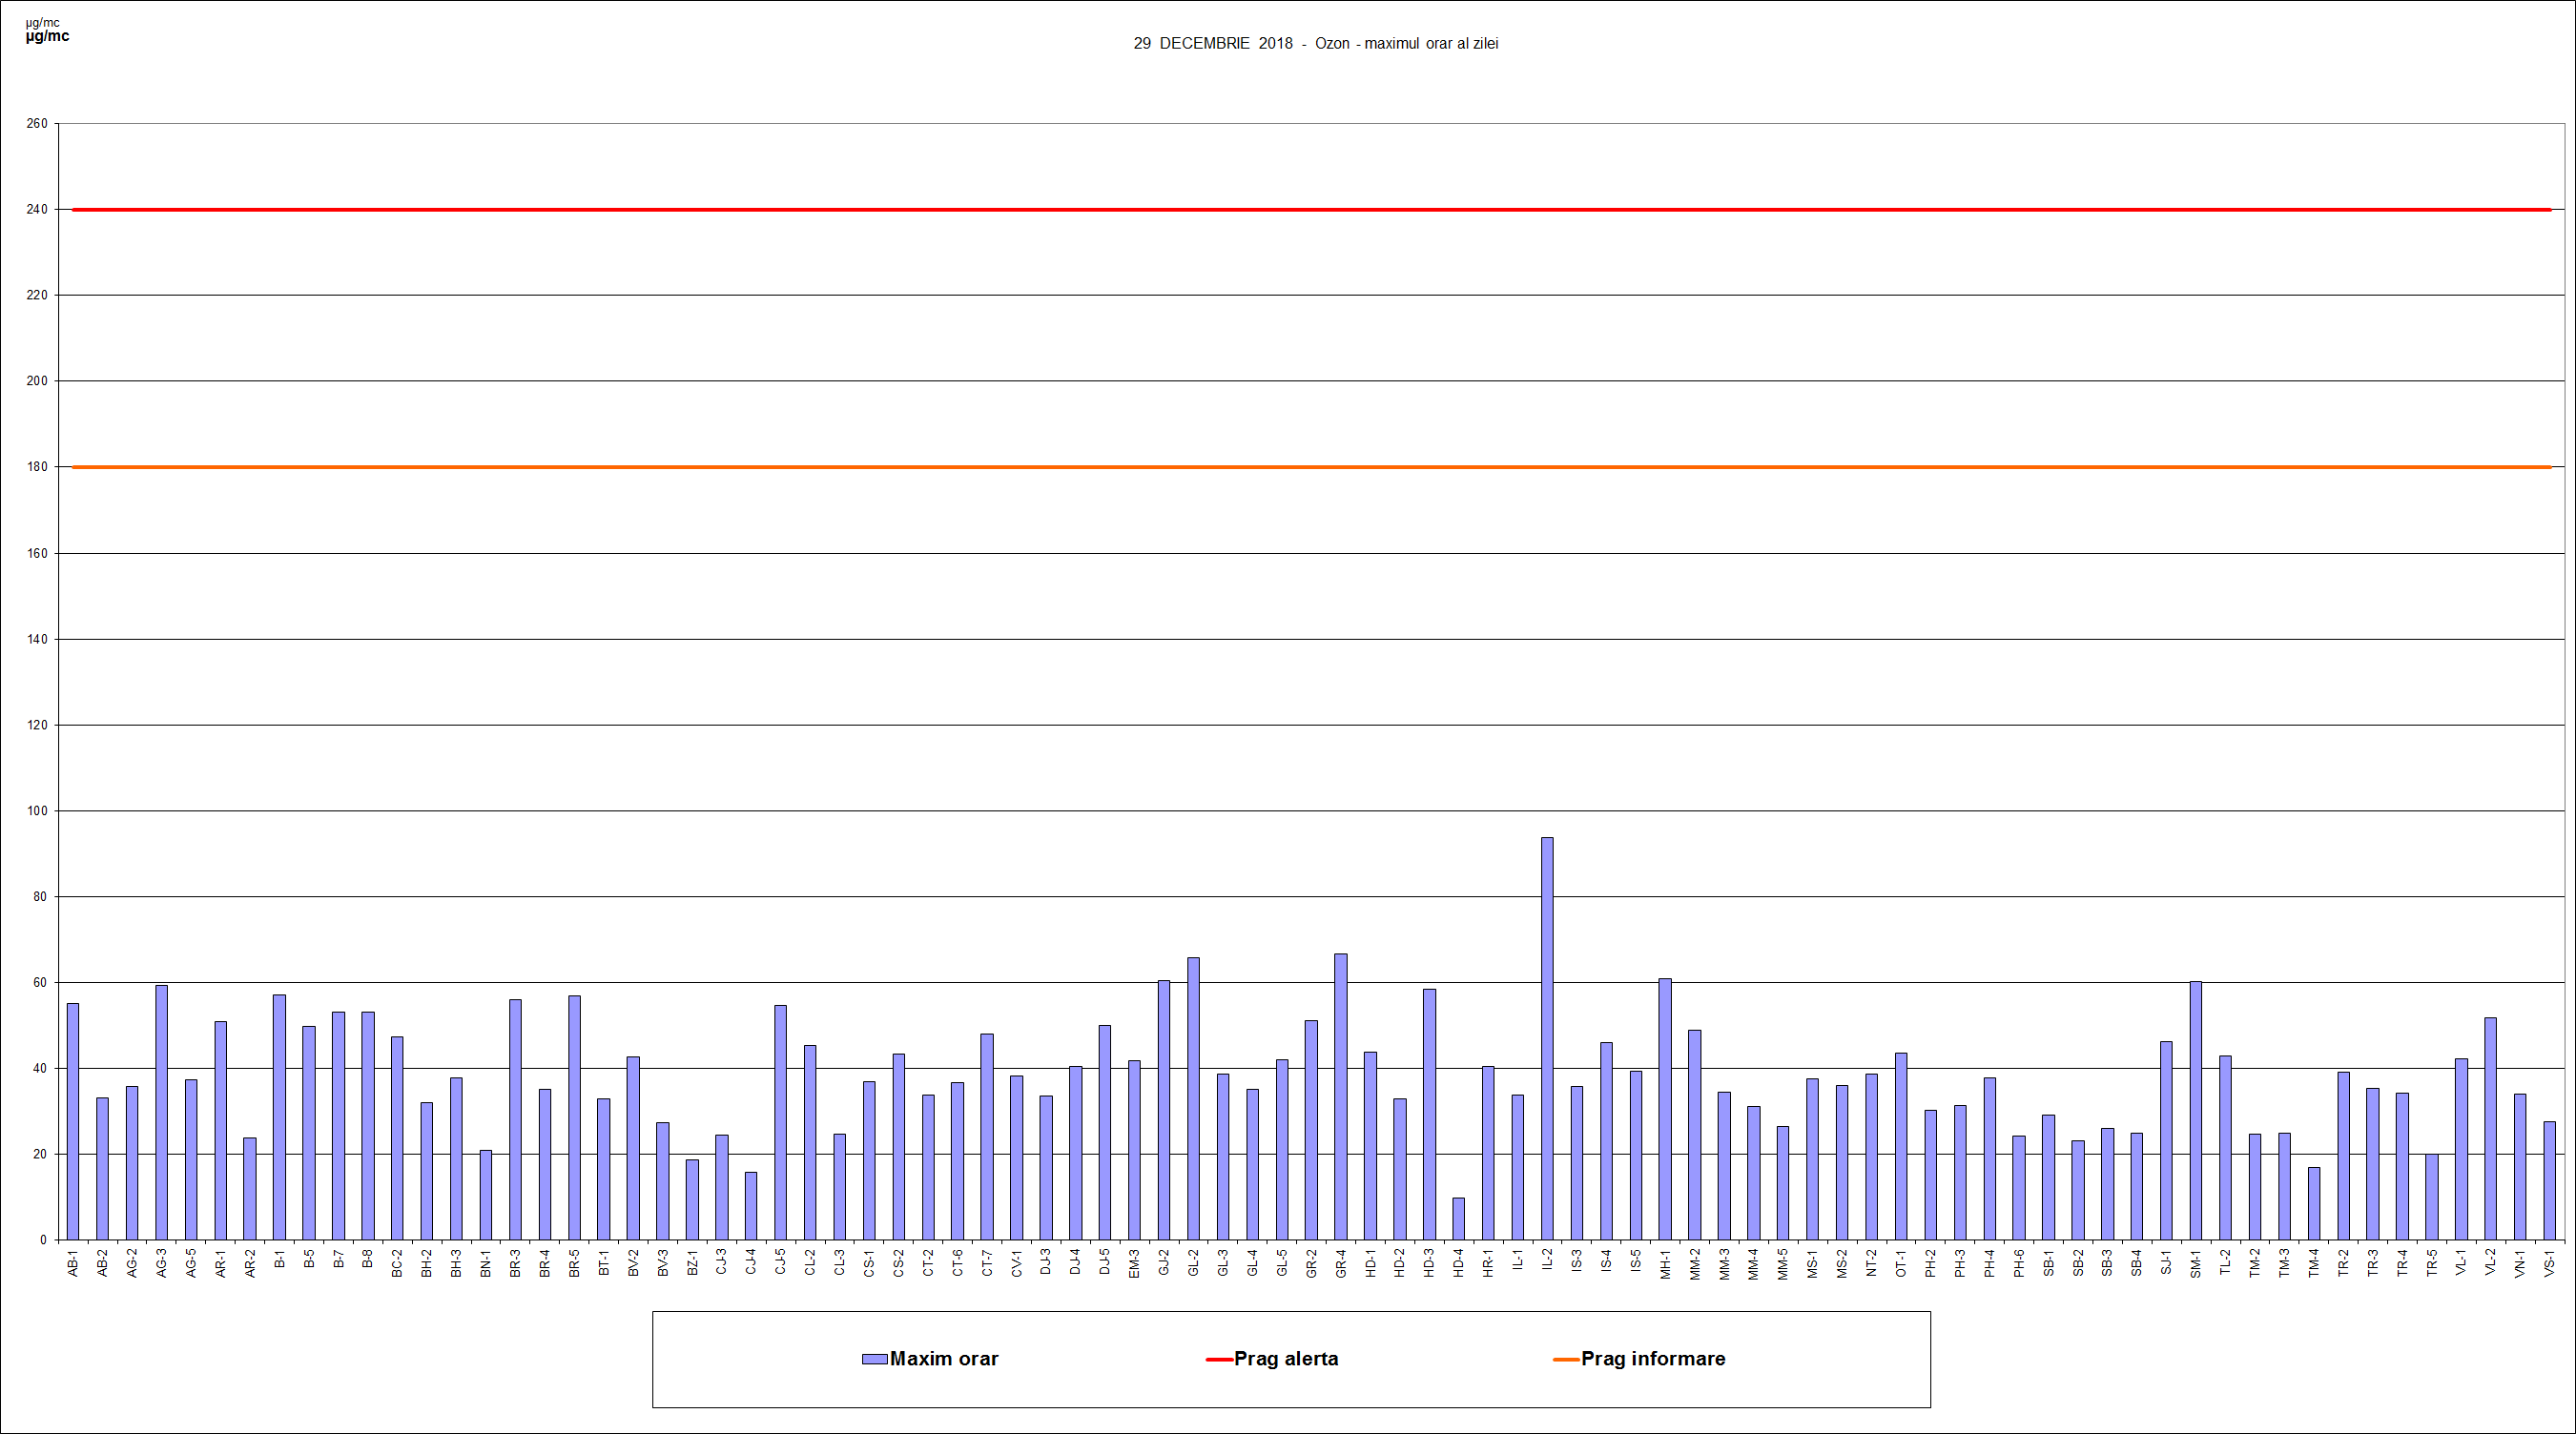 µg/mc
µg/mc
29 DECEMBRIE 2018 - Ozon - maximul orar al zilei
260
240
220
200
180
160
140
120
100
80
60
40
20
0
AB-1 AB-2 AG-2 AG-3 AG-5 AR-1 AR-2 B-1 B-5 B-7 B-8 BC-2 BH-2 BH-3 BN-1 BR-3 BR-4 BR-5 BT-1 BV-2 BV-3 BZ-1 CJ-3 CJ-4 CJ-5 CL-2 CL-3 CS-1 CS-2 CT-2 CT-6 CT-7 CV-1 DJ-3 DJ-4 DJ-5 EM-3 GJ-2 GL-2 GL-3 GL-4 GL-5 GR-2 GR-4 HD-1 HD-2 HD-3 HD-4 HR-1 IL-1 IL-2 IS-3 IS-4 IS-5 MH-1 MM-2 MM-3 MM-4 MM-5 MS-1 MS-2 NT-2 OT-1 PH-2 PH-3 PH-4 PH-6 SB-1 SB-2 SB-3 SB-4 SJ-1 SM-1 TL-2 TM-2 TM-3 TM-4 TR-2 TR-3 TR-4 TR-5 VL-1 VL-2 VN-1 VS-1
Maxim orar Prag alerta Prag informare